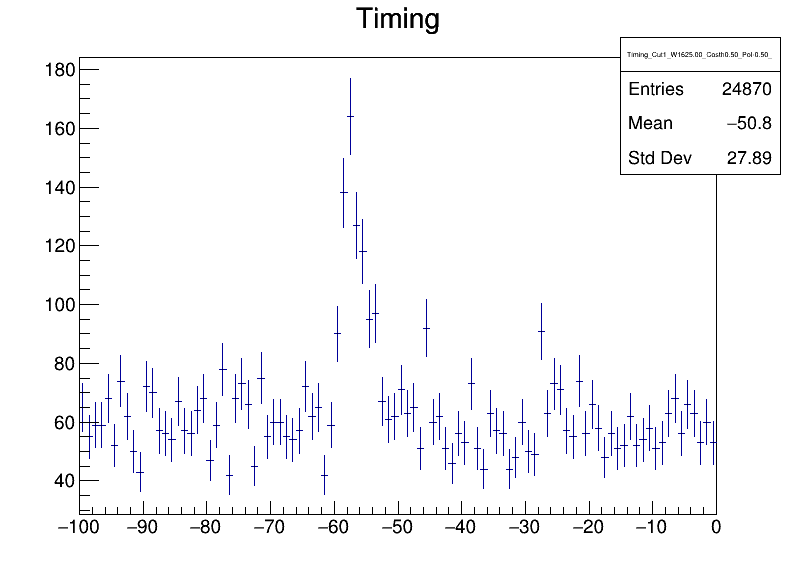 Timing
Timing_Cut1_W1625.00_Costh0.50_Pol-0.50_
Entries 24870
Mean −50.8
Std Dev 27.89
180
160
140
120
100
80
60
40
−100 −90 −80 −70 −60 −50 −40 −30 −20 −10 0